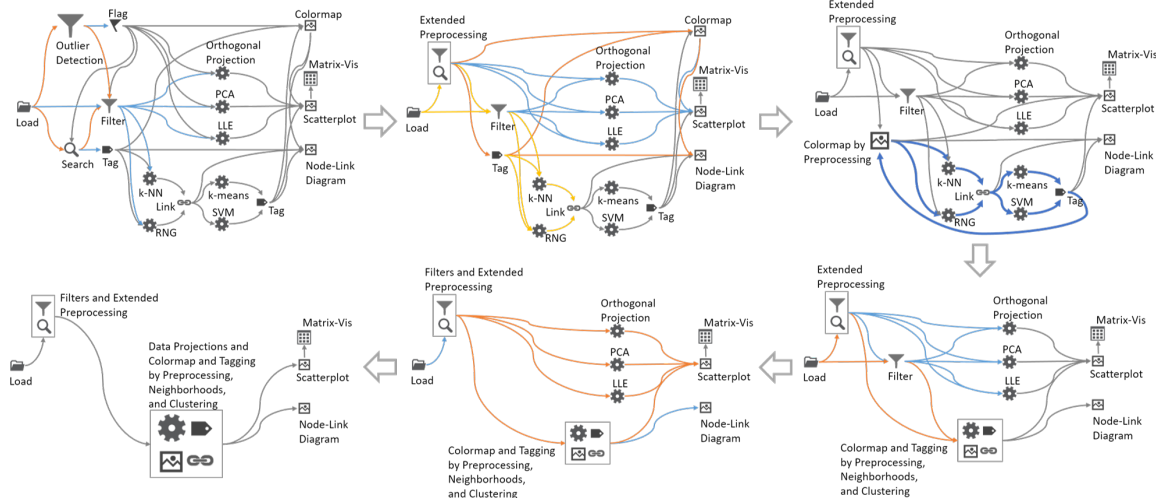 Flag
Outlier
Detection
Load
Filter
Search
Tag
Orthogonal
Projection
PCA
LLE
k-NN
Link
RNG
k-means
SVM
Tag
Colormap
Matrix-Vis
Scatterplot
Node-Link
Diagram
Extended
Preprocessing
Load
Filter
Tag
Orthogonal
Projection
PCA
LLE
k-NN
Link
RNG
k-means
SVM
Tag
Colormap
Matrix-Vis
Scatterplot
Node-Link
Diagram
Extended
Preprocessing
Load
Filter
Colormap by
Preprocessing
Orthogonal
Projection
PCA
LLE
k-NN
Link
RNG
k-means
SVM
Tag
Matrix-Vis
Scatterplot
Node-Link
Diagram
Extended
Preprocessing
Load
Filter
Orthogonal
Projection
PCA
LLE
Matrix-Vis
Scatterplot
Node-Link
Diagram
Colormap and Tagging
by Preprocessing,
Neighborhoods,
and Clustering
Filters and Extended
Preprocessing
Load
Orthogonal
Projection
PCA
LLE
Matrix-Vis
Scatterplot
Node-Link
Diagram
Colormap and Tagging
by Preprocessing,
Neighborhoods,
and Clustering
Filters and Extended
Preprocessing
Load
Data Projections and
Colormap and Tagging
by Preprocessing,
Neighborhoods,
and Clustering
Matrix-Vis
Scatterplot
Node-Link
Diagram